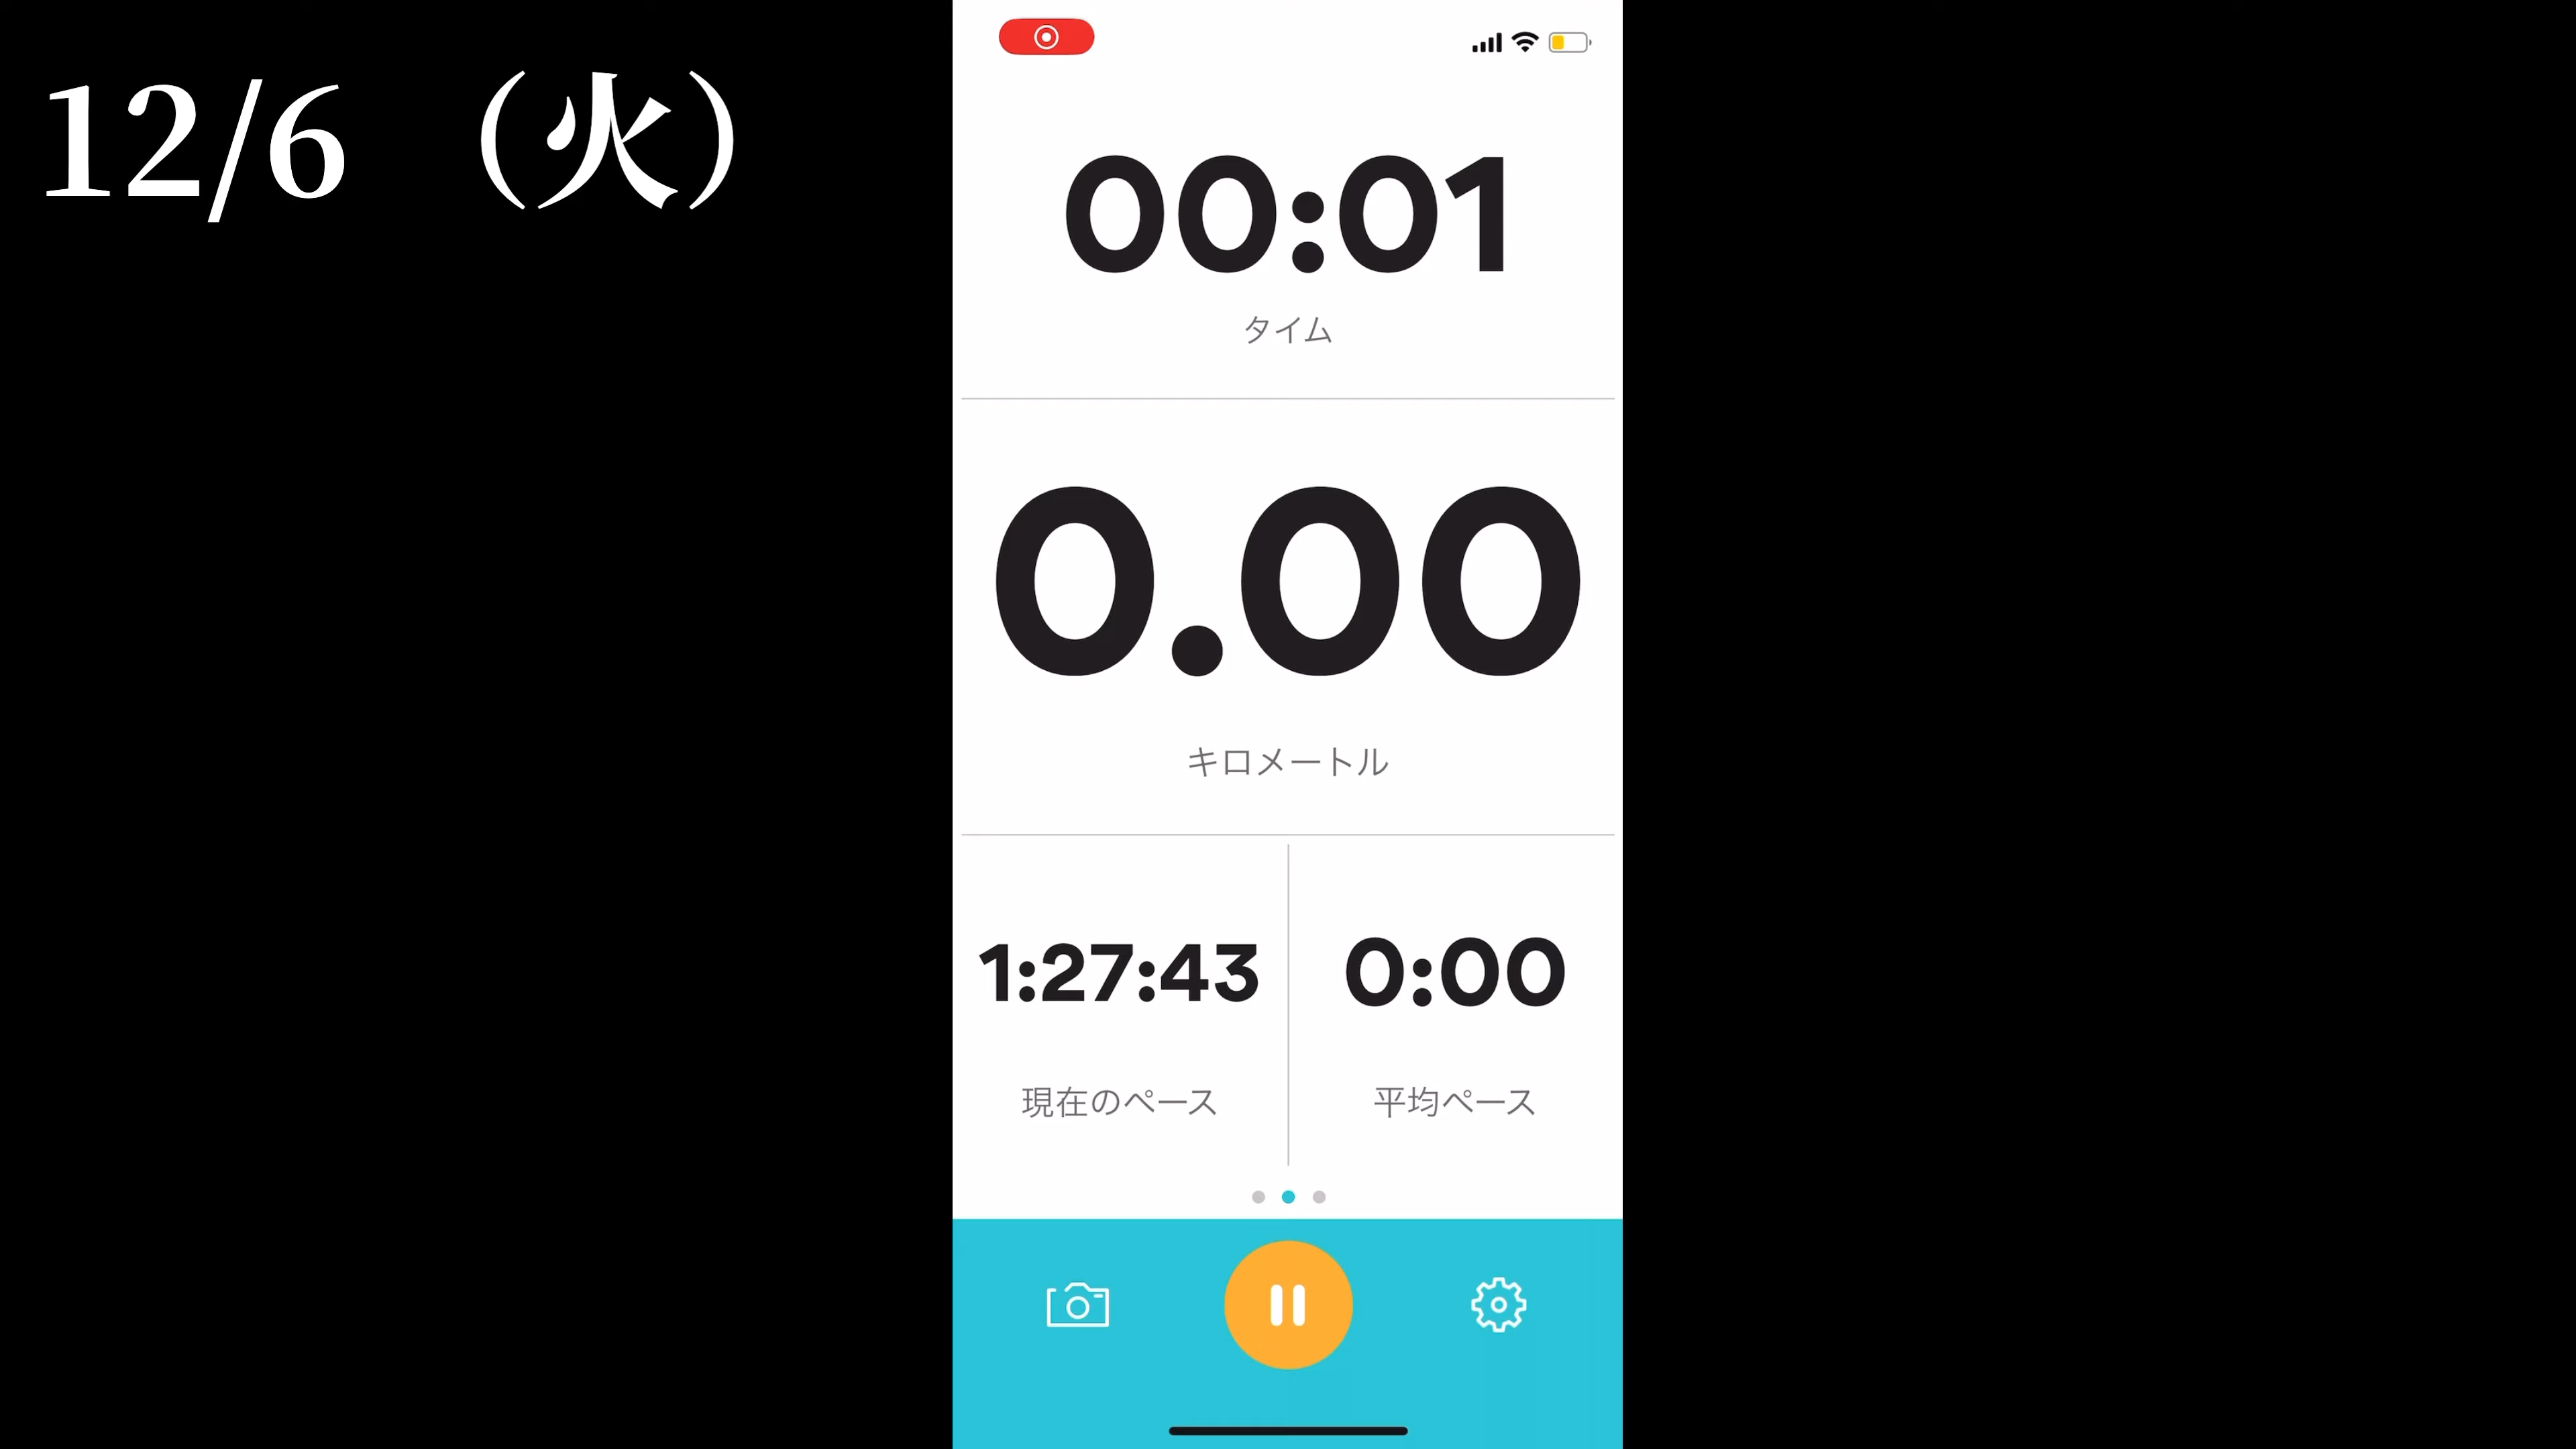 12/6 （火）
00:01
タイム
0.00
キロメートル
1:27:43 0:00
現在のペース 平均ペース